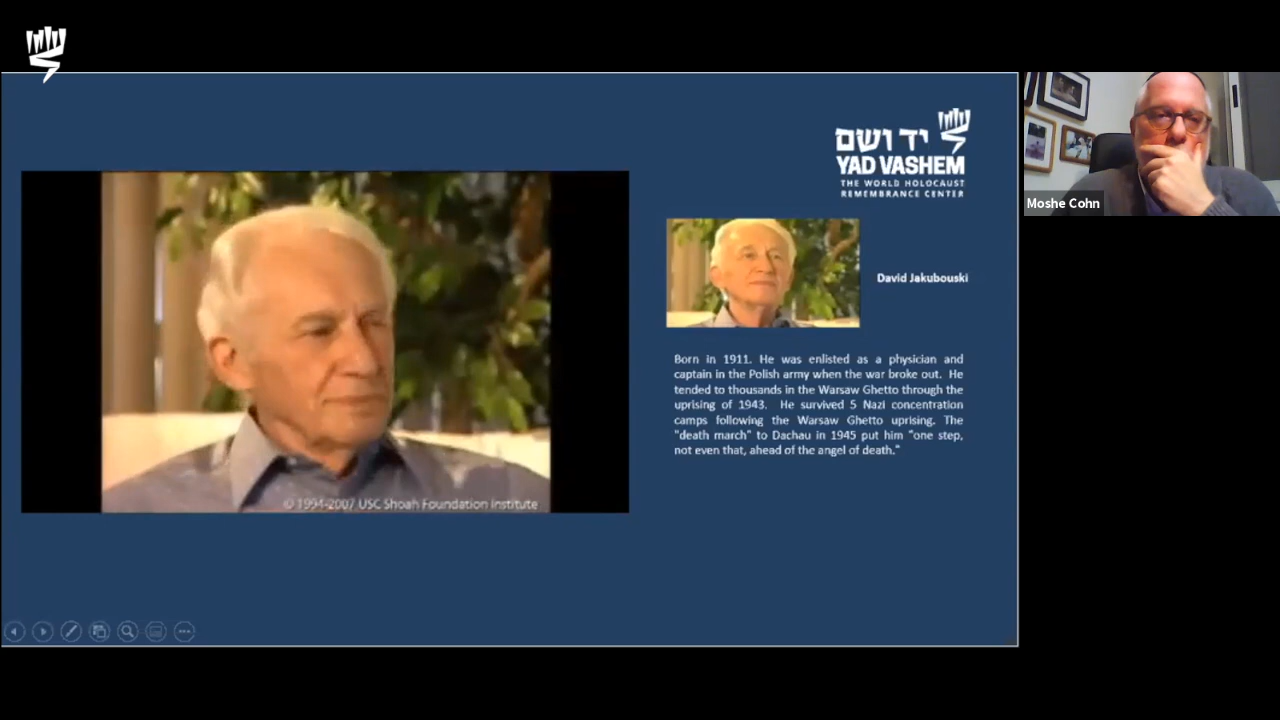 יד ושם
YAD VASHEM
THE WORLD HOLOCAUST
REMEMBRANCE CENTER
David Jakubouski
Born in 1911. He was enlisted as a physician and
captain in the Polish army when the war broke out. He
tended to thousands in the Warsaw Ghetto through the
uprising of 1943. He survived 5 Nazi concentration
camps following the Warsaw Ghetto uprising. The
"death march" to Dachau in 1945 put him "one step,
not even that, ahead of the angel of death."
© 1994-2007 USC Shoah Foundation Institute
Moshe Cohn